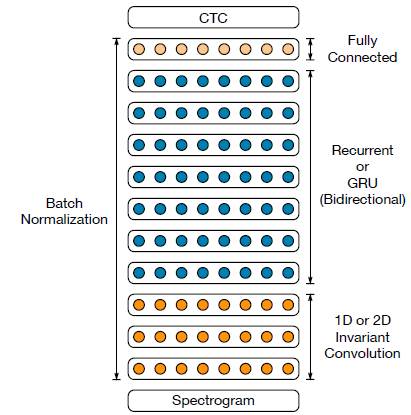 CTC
Fully
Connected
Recurrent
or
GRU
(Bidirectional)
Batch
Normalization
1D or 2D
Invariant
Convolution
Spectrogram